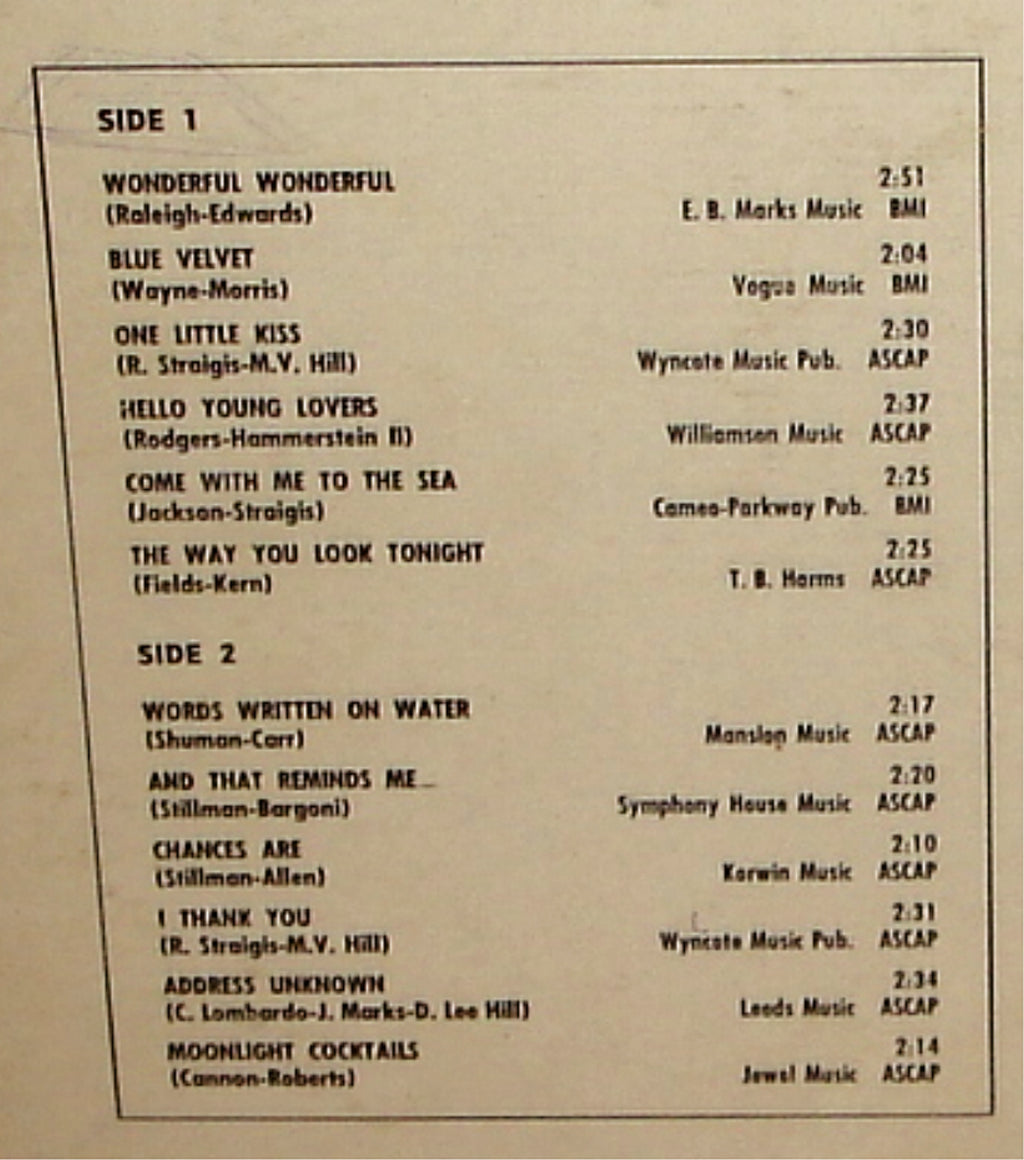 SIDE 1
WONDERFUL WONDERFUL 2:51
(Raleigh-Edwards) E. B. Marks Music BMI
BLUE VELVET 2:04
(Wayne-Morris) Vogue Music BMI
ONE LITTLE KISS 2:30
(R. Straigis-M.V. Hill) Wyncote Music Pub. ASCAP
HELLO YOUNG LOVERS 2:37
(Rodgers-Hammerstein II) Williamson Music ASCAP
COME WITH ME TO THE SEA 2:25
(Jackson-Straigis) Cameo-Parkway Pub. BMI
THE WAY YOU LOOK TONIGHT 2:25
(Fields-Kern) T. B. Harms ASCAP
SIDE 2
WORDS WRITTEN ON WATER 2:17
(Shuman-Carr) Mansion Music ASCAP
AND THAT REMINDS ME 2:20
(Stillman-Bargoni) Symphony House Music ASCAP
CHANCES ARE 2:10
(Stillman-Allen) Korwin Music ASCAP
I THANK YOU 2:31
(R. Straigis-M.V. Hill) Wyncote Music Pub. ASCAP
ADDRESS UNKNOWN 2:34
(C. Lombardo-J. Marks-D. Lee Hill) Leeds Music ASCAP
MOONLIGHT COCKTAILS 2:14
(Cannon-Roberts) Jewel Music ASCAP